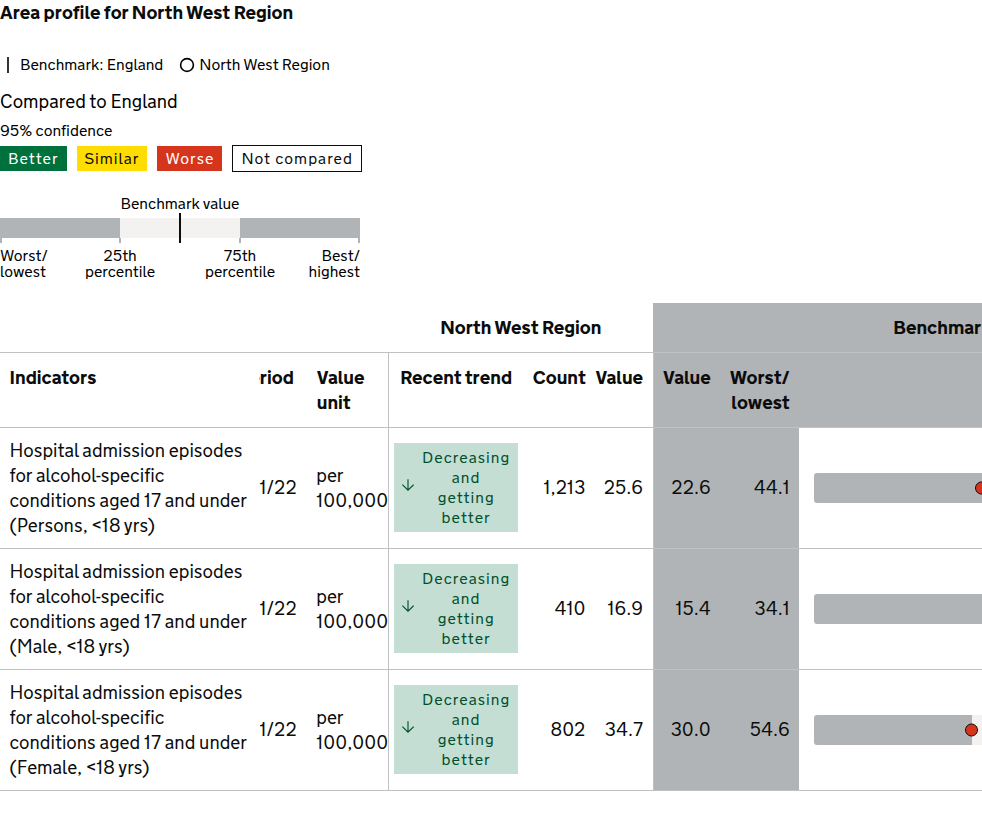 Area profile for North West Region
Benchmark: England North West Region
Compared to England
95% confidence
Better Similar Worse Not compared
Benchmark value
Worst/ 25th 75th Best/
lowest percentile percentile highest
North West Region Benchmar
Indicators riod Value Recent trend Count Value Value Worst/
unit lowest
Hospital admission episodes
for alcohol-specific
conditions aged 17 and under
(Persons, <18 yrs)
1/22
per
100,000
Decreasing
and
getting
better
1,213 25.6 22.6 44.1
Hospital admission episodes
for alcohol-specific
conditions aged 17 and under
(Male, <18 yrs)
1/22
per
100,000
Decreasing
and
getting
better
410 16.9 15.4 34.1
Hospital admission episodes
for alcohol-specific
conditions aged 17 and under
(Female, <18 yrs)
1/22
per
100,000
Decreasing
and
getting
better
802 34.7 30.0 54.6